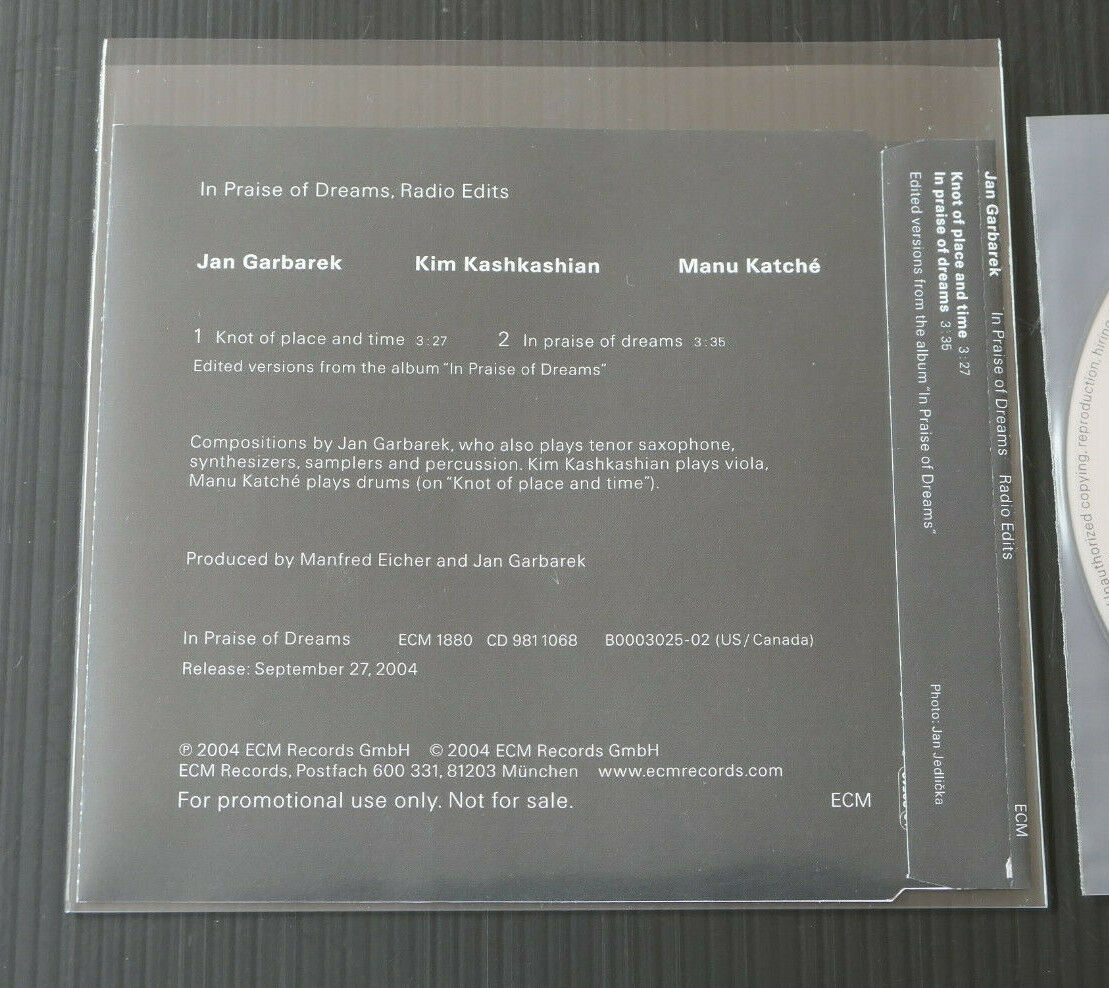 In Praise of Dreams, Radio Edits
Jan Garbarek Kim Kashkashian Manu Katché
1 Knot of place and time 3:27 2 In praise of dreams 3:35
Edited versions from the album "In Praise of Dreams"
Compositions by Jan Garbarek, who also plays tenor saxophone,
synthesizers, samplers and percussion. Kim Kashkashian plays viola,
Manu Katché plays drums (on "Knot of place and time").
Produced by Manfred Eicher and Jan Garbarek
In Praise of Dreams ECM 1880 CD 981 1068 B0003025-02 (US/Canada)
Release: September 27, 2004
℗ 2004 ECM Records GmbH © 2004 ECM Records GmbH
ECM Records, Postfach 600 331, 81203 München www.ecmrecords.com
For promotional use only. Not for sale. ECM
Jan Garbarek In Praise of Dreams Radio Edits ECM
Knot of place and time 3:27
In praise of dreams 3:35
Edited versions from the album "In Praise of Dreams"
Photo: Jan Jedlička
copying, reproduction, hiring